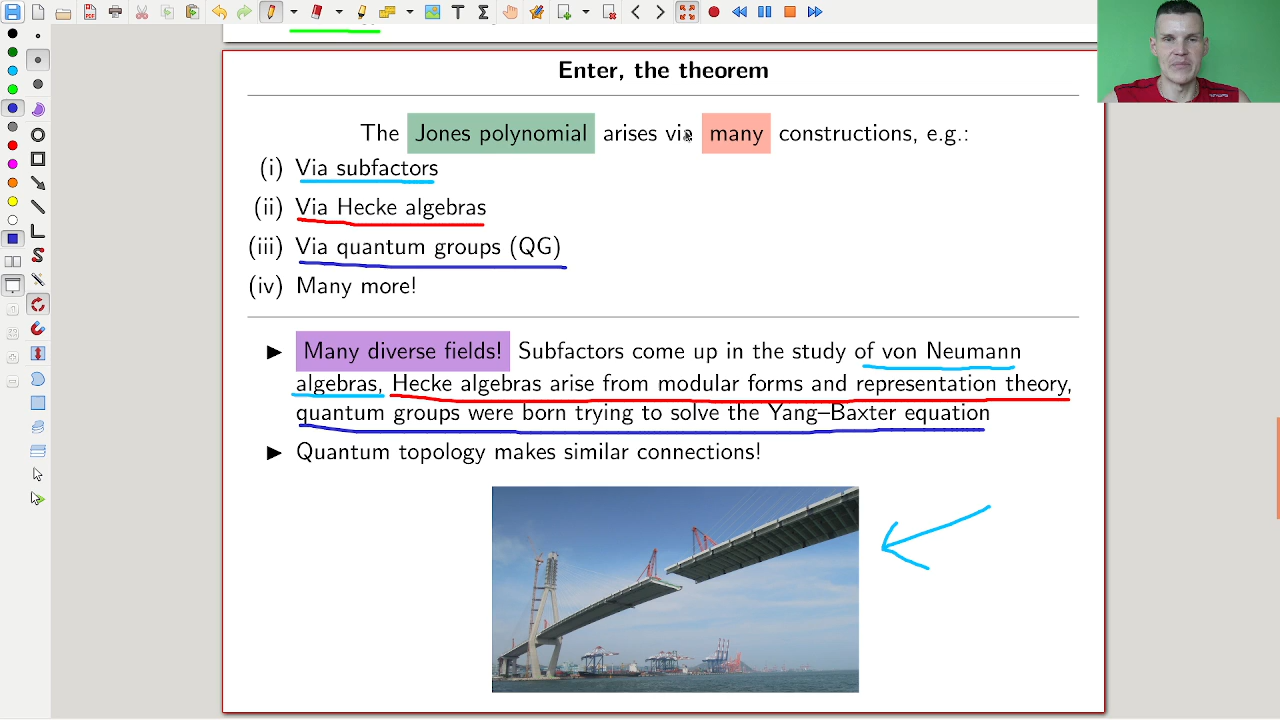 Enter, the theorem
The Jones polynomial arises via many constructions, e.g.:
(i) Via subfactors
(ii) Via Hecke algebras
(iii) Via quantum groups (QG)
(iv) Many more!
► Many diverse fields! Subfactors come up in the study of von Neumann
algebras, Hecke algebras arise from modular forms and representation theory,
quantum groups were born trying to solve the Yang–Baxter equation
► Quantum topology makes similar connections!